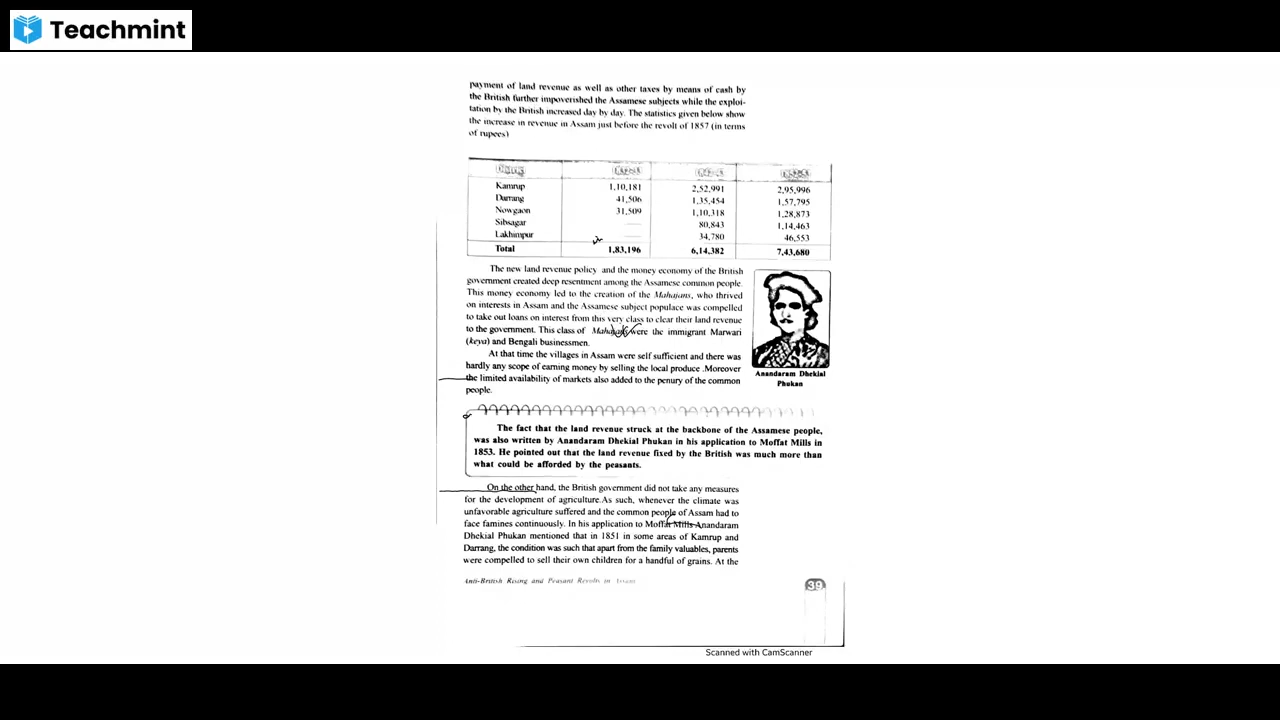 Teachmint
payment of land revenue as well as other taxes by means of cash by
the British further impoverished the Assamese subjects while the exploi-
tation by the British increased day by day. The statistics given below show
the increase in revenue in Assam just before the revolt of 1857 (in terms
of rupees)
Kamrup 1,10,181 2,52,991 2,95,996
Darrang 41,506 1,35,454 1,57,795
Nowgaon 31,509 1,10,318 1,28,873
Sibsagar — 80,843 1,14,463
Lakhimpur — 34,780 46,553
Total 1,83,196 6,14,382 7,43,680
The new land revenue policy and the money economy of the British
government created deep resentment among the Assamese common people.
This money economy led to the creation of the Mahajans, who thrived
on interests in Assam and the Assamese subject populace was compelled
to take out loans on interest from this very class to clear their land revenue
to the government. This class of Mahajans were the immigrant Marwari
(keya) and Bengali businessmen.
At that time the villages in Assam were self sufficient and there was
hardly any scope of earning money by selling the local produce .Moreover
the limited availability of markets also added to the penury of the common
people.
Anandaram Dhekial
Phukan
The fact that the land revenue struck at the backbone of the Assamese people,
was also written by Anandaram Dhekial Phukan in his application to Moffat Mills in
1853. He pointed out that the land revenue fixed by the British was much more than
what could be afforded by the peasants.
On the other hand, the British government did not take any measures
for the development of agriculture.As such, whenever the climate was
unfavorable agriculture suffered and the common people of Assam had to
face famines continuously. In his application to Moffat Mills Anandaram
Dhekial Phukan mentioned that in 1851 in some areas of Kamrup and
Darrang, the condition was such that apart from the family valuables, parents
were compelled to sell their own children for a handful of grains. At the
Anti-British Rising and Peasant Revolts in Assam
39
Scanned with CamScanner